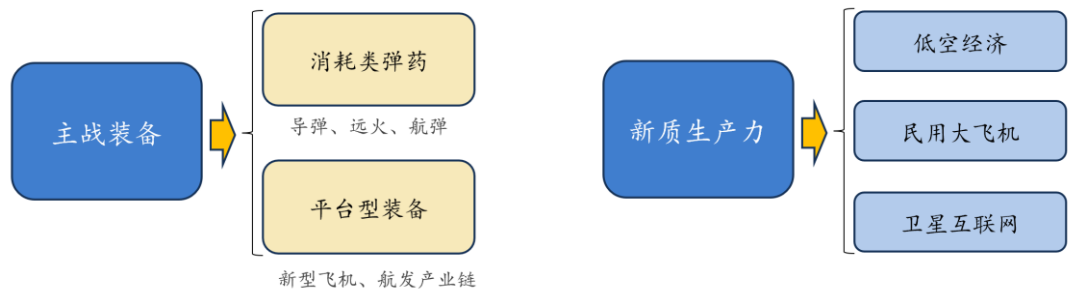 主战装备
消耗类弹药
导弹、远火、航弹
平台型装备
新型飞机、航发产业链
新质生产力
低空经济
民用大飞机
卫星互联网